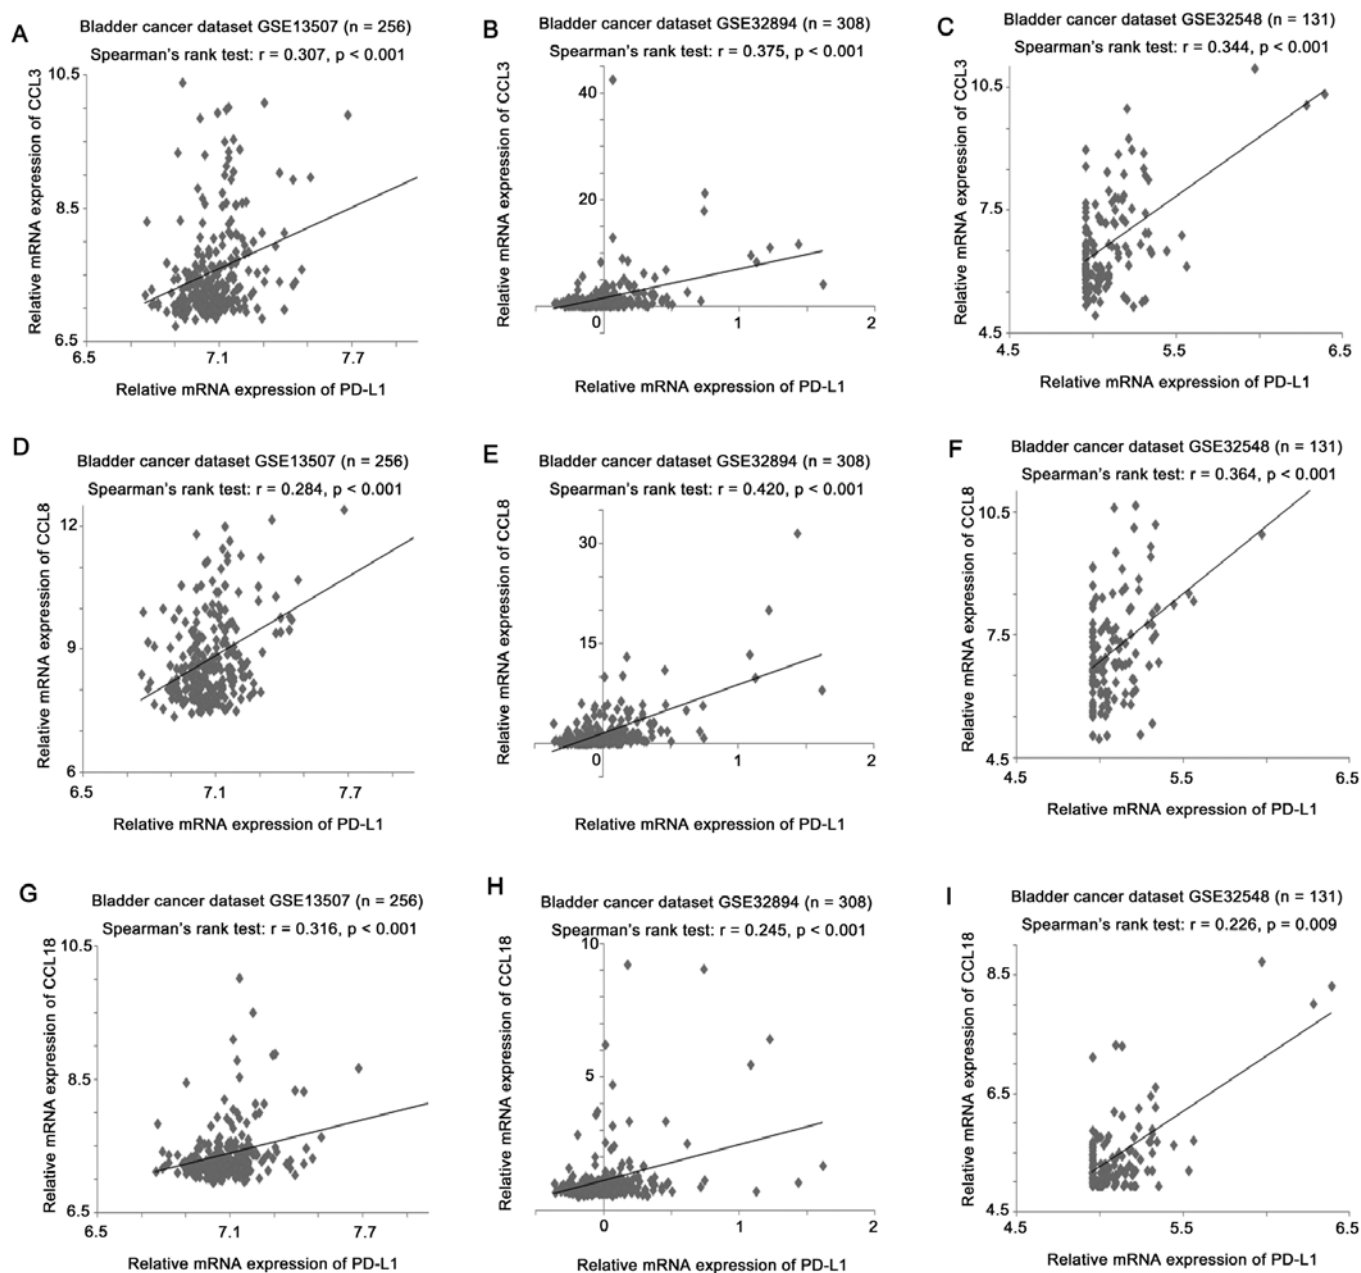 A
Bladder cancer dataset GSE13507 (n = 256)
Spearman's rank test: r = 0.307, p < 0.001
Relative mRNA expression of CCL3
10.5
8.5
6.5
6.5 7.1 7.7
Relative mRNA expression of PD-L1
B
Bladder cancer dataset GSE32894 (n = 308)
Spearman's rank test: r = 0.375, p < 0.001
Relative mRNA expression of CCL3
40
20
0 1 2
Relative mRNA expression of PD-L1
C
Bladder cancer dataset GSE32548 (n = 131)
Spearman's rank test: r = 0.344, p < 0.001
Relative mRNA expression of CCL3
10.5
7.5
4.5
4.5 5.5 6.5
Relative mRNA expression of PD-L1
D
Bladder cancer dataset GSE13507 (n = 256)
Spearman's rank test: r = 0.284, p < 0.001
Relative mRNA expression of CCL8
12
9
6
6.5 7.1 7.7
Relative mRNA expression of PD-L1
E
Bladder cancer dataset GSE32894 (n = 308)
Spearman's rank test: r = 0.420, p < 0.001
Relative mRNA expression of CCL8
30
15
0 1 2
Relative mRNA expression of PD-L1
F
Bladder cancer dataset GSE32548 (n = 131)
Spearman's rank test: r = 0.364, p < 0.001
Relative mRNA expression of CCL8
10.5
7.5
4.5
4.5 5.5 6.5
Relative mRNA expression of PD-L1
G
Bladder cancer dataset GSE13507 (n = 256)
Spearman's rank test: r = 0.316, p < 0.001
Relative mRNA expression of CCL18
10.5
8.5
6.5
6.5 7.1 7.7
Relative mRNA expression of PD-L1
H
Bladder cancer dataset GSE32894 (n = 308)
Spearman's rank test: r = 0.245, p < 0.001
Relative mRNA expression of CCL18
10
5
0 1 2
Relative mRNA expression of PD-L1
I
Bladder cancer dataset GSE32548 (n = 131)
Spearman's rank test: r = 0.226, p = 0.009
Relative mRNA expression of CCL18
8.5
6.5
4.5
4.5 5.5 6.5
Relative mRNA expression of PD-L1